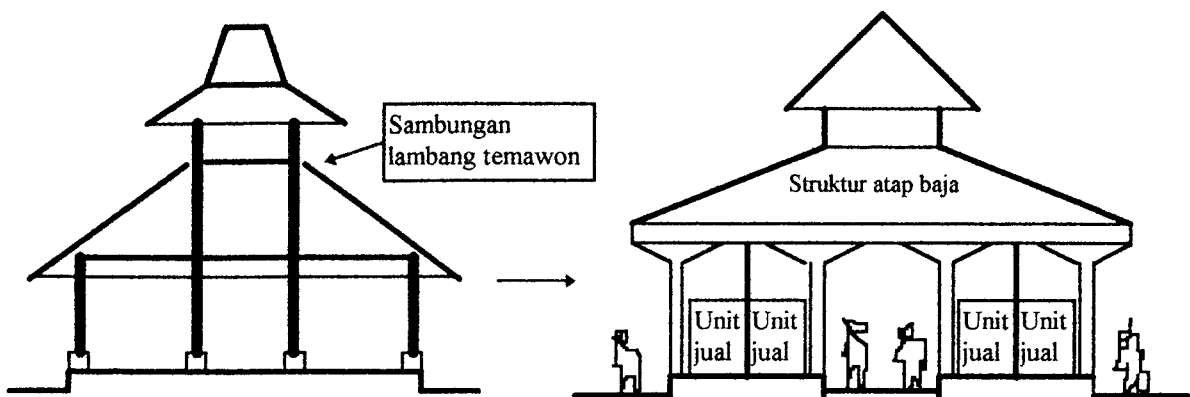 Sambungan
lambang temawon
Struktur atap baja
Unit
jual
Unit
jual
Unit
jual
Unit
jual